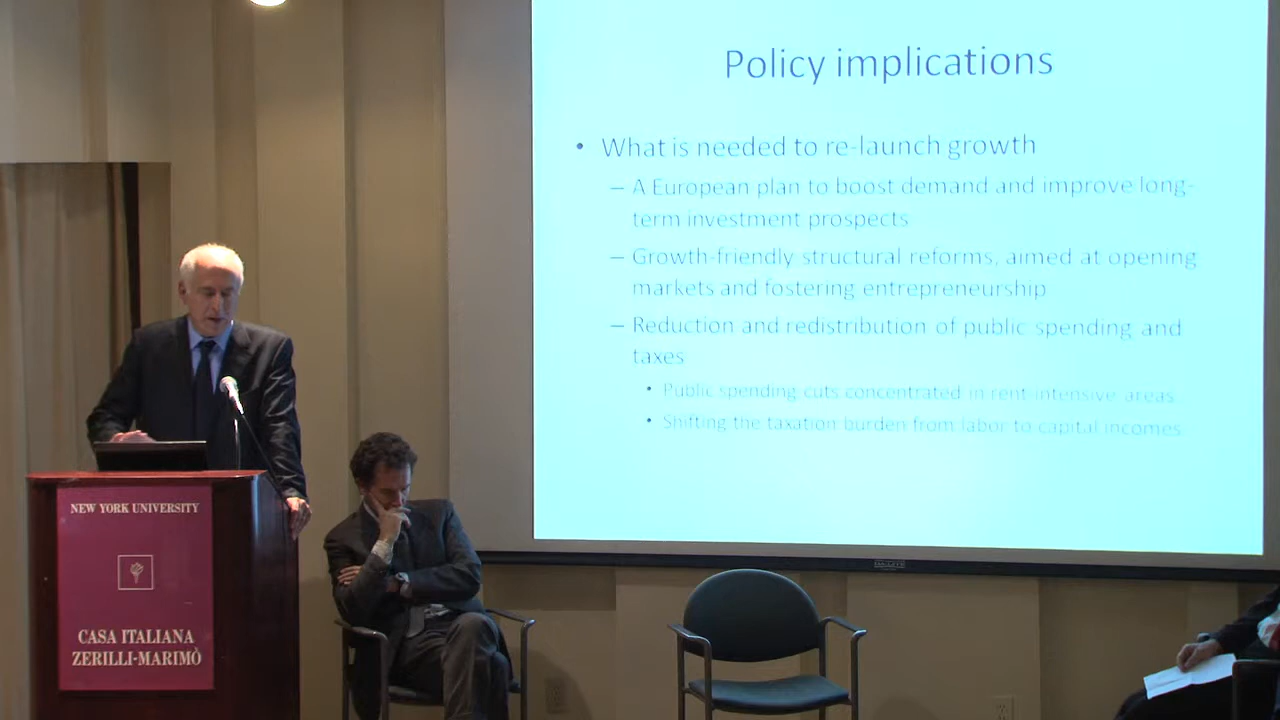 Policy implications
• What is needed to re-launch growth
– A European plan to boost demand and improve long-
term investment prospects
– Growth-friendly structural reforms, aimed at opening
markets and fostering entrepreneurship
– Reduction and redistribution of public spending and
taxes
• Public spending cuts concentrated in rent-intensive areas
• Shifting the taxation burden from labor to capital incomes
NEW YORK UNIVERSITY
CASA ITALIANA
ZERILLI-MARIMÒ